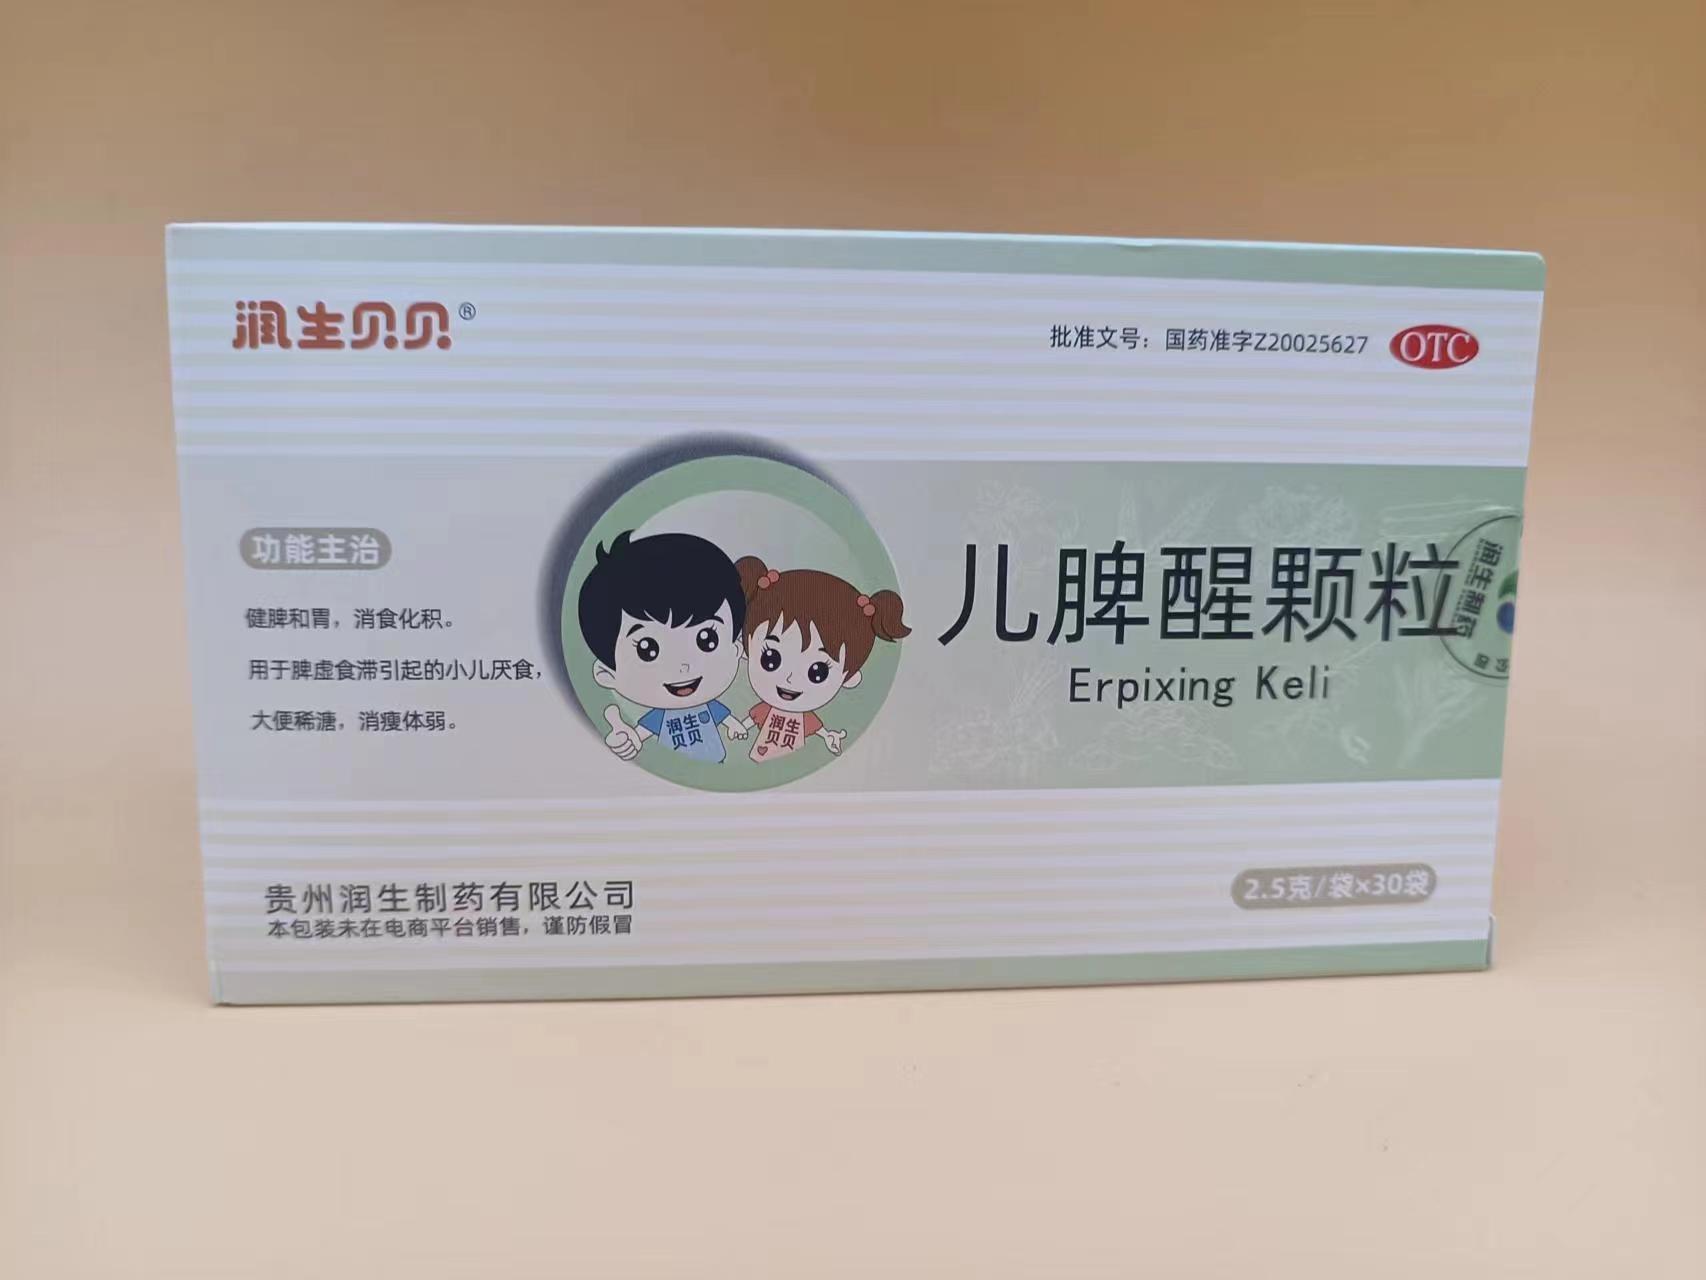 润生贝贝®
批准文号：国药准字Z20025627
OTC
功能主治
健脾和胃，消食化积。
用于脾虚食滞引起的小儿厌食，
大便稀溏，消瘦体弱。
润生
贝贝
润生
贝贝
儿脾醒颗粒
Erpixing Keli
润生制药
贵州润生制药有限公司
本包装未在电商平台销售，谨防假冒
2.5克/袋×30袋